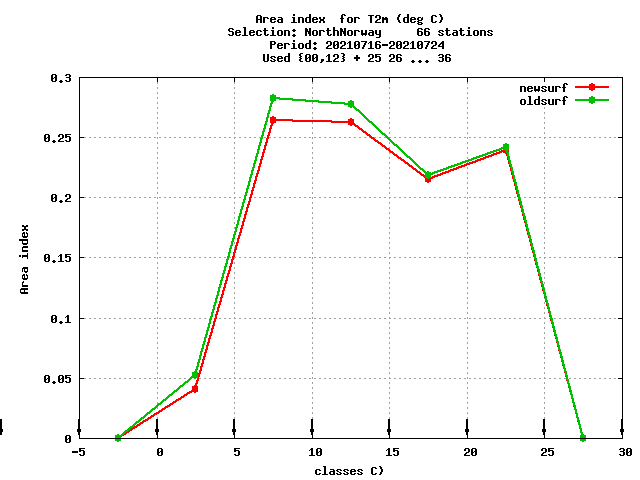 Area index  for T2m (deg C)
Selection: NorthNorway     66 stations
Period: 20210716-20210724
Used {00,12} + 25 26 ... 36
newsurf
oldsurf
0.3
0.25
0.2
0.15
0.1
0.05
0
Area index
-5 0 5 10 15 20 25 30
classes C)